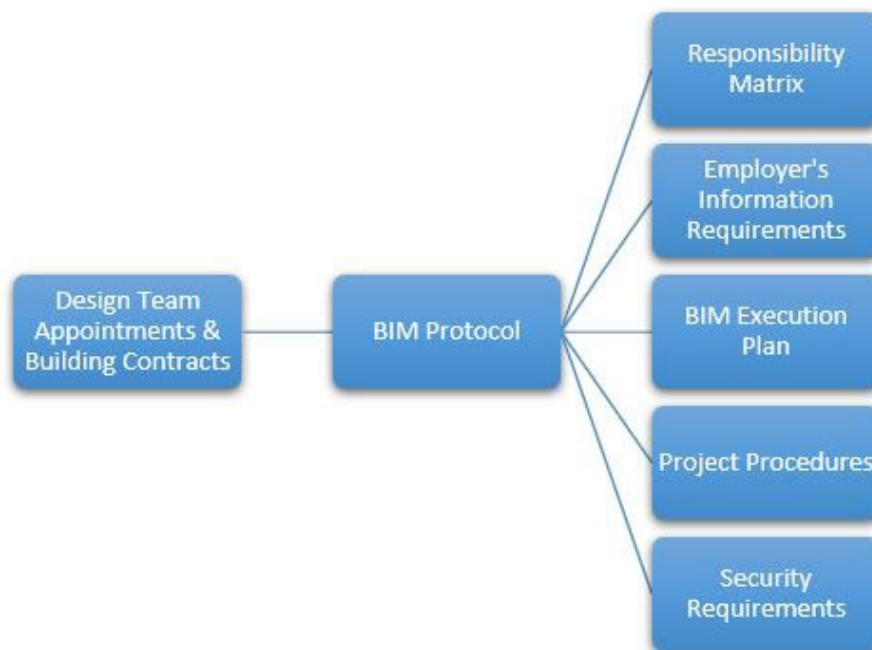 Design Team
Appointments &
Building Contracts
BIM Protocol
Responsibility
Matrix
Employer's
Information
Requirements
BIM Execution
Plan
Project Procedures
Security
Requirements